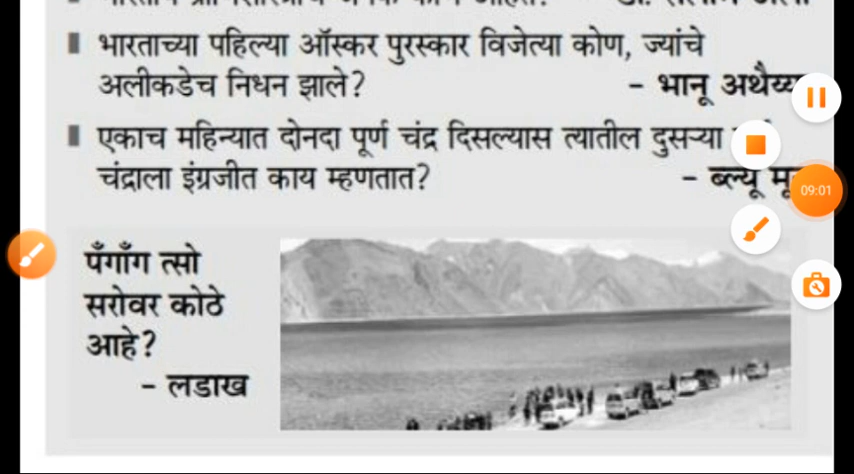 भारताच्या पहिल्या ऑस्कर पुरस्कार विजेत्या कोण, ज्यांचे
अलीकडेच निधन झाले? - भानू
एकाच महिन्यात दोनदा पूर्ण चंद्र दिसल्यास त्यातील दुसऱ्या
चंद्राला इंग्रजीत काय म्हणतात? - ब्ल्यू
पँगाँग त्सो
सरोवर कोठे
आहे?
- लडाख
09:01